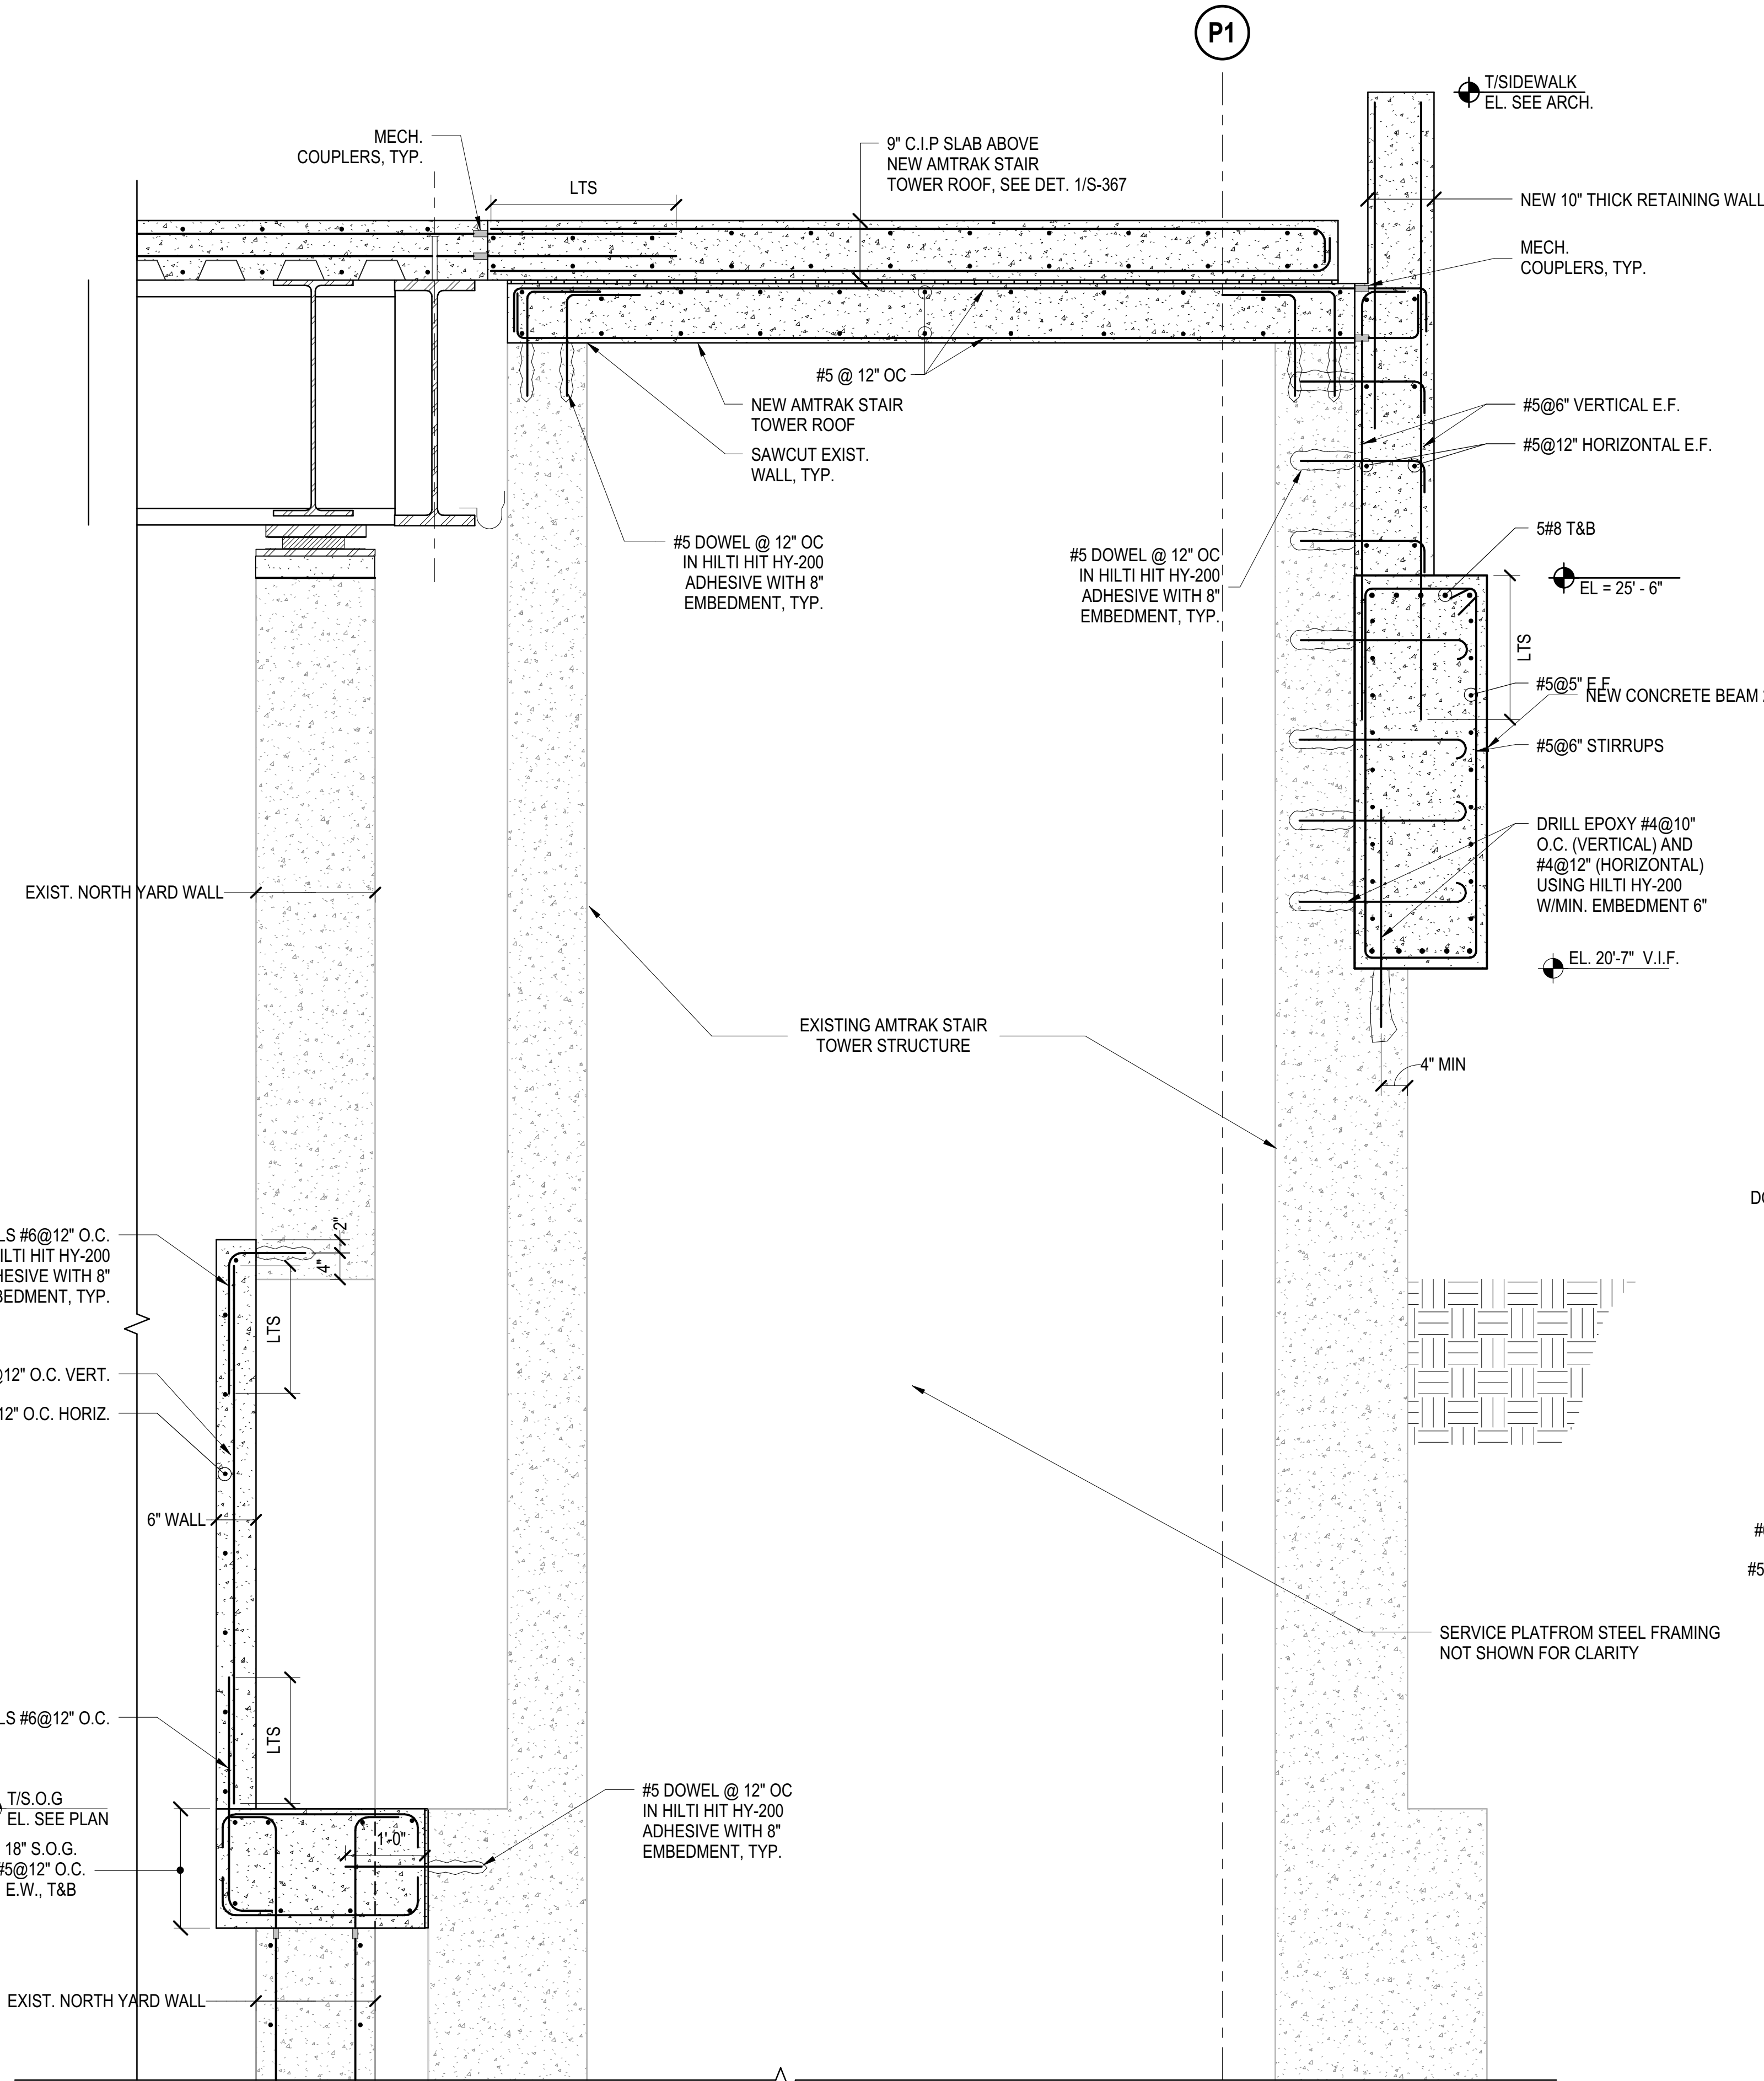 P1
T/SIDEWALK
EL. SEE ARCH.
MECH.
COUPLERS, TYP.
9" C.I.P SLAB ABOVE
NEW AMTRAK STAIR
TOWER ROOF, SEE DET. 1/S-367
LTS
NEW 10" THICK RETAINING WALL
MECH.
COUPLERS, TYP.
#5 @ 12" OC
NEW AMTRAK STAIR
TOWER ROOF
SAWCUT EXIST.
WALL, TYP.
#5@6" VERTICAL E.F.
#5@12" HORIZONTAL E.F.
5#8 T&B
EL = 25' - 6"
#5 DOWEL @ 12" OC
IN HILTI HIT HY-200
ADHESIVE WITH 8"
EMBEDMENT, TYP.
#5 DOWEL @ 12" OC
IN HILTI HIT HY-200
ADHESIVE WITH 8"
EMBEDMENT, TYP.
LTS
#5@5" E.F.
NEW CONCRETE BEAM
#5@6" STIRRUPS
DRILL EPOXY #4@10"
O.C. (VERTICAL) AND
#4@12" (HORIZONTAL)
USING HILTI HY-200
W/MIN. EMBEDMENT 6"
EXIST. NORTH YARD WALL
EL. 20'-7" V.I.F.
EXISTING AMTRAK STAIR
TOWER STRUCTURE
4" MIN
DO
LS #6@12" O.C.
HILTI HIT HY-200
HESIVE WITH 8"
BEDMENT, TYP.
2"
4"
LTS
@12" O.C. VERT.
12" O.C. HORIZ.
6" WALL
#
#5
SERVICE PLATFROM STEEL FRAMING
NOT SHOWN FOR CLARITY
LS #6@12" O.C.
LTS
T/S.O.G
EL. SEE PLAN
18" S.O.G.
#5@12" O.C.
E.W., T&B
1'-0"
#5 DOWEL @ 12" OC
IN HILTI HIT HY-200
ADHESIVE WITH 8"
EMBEDMENT, TYP.
EXIST. NORTH YARD WALL